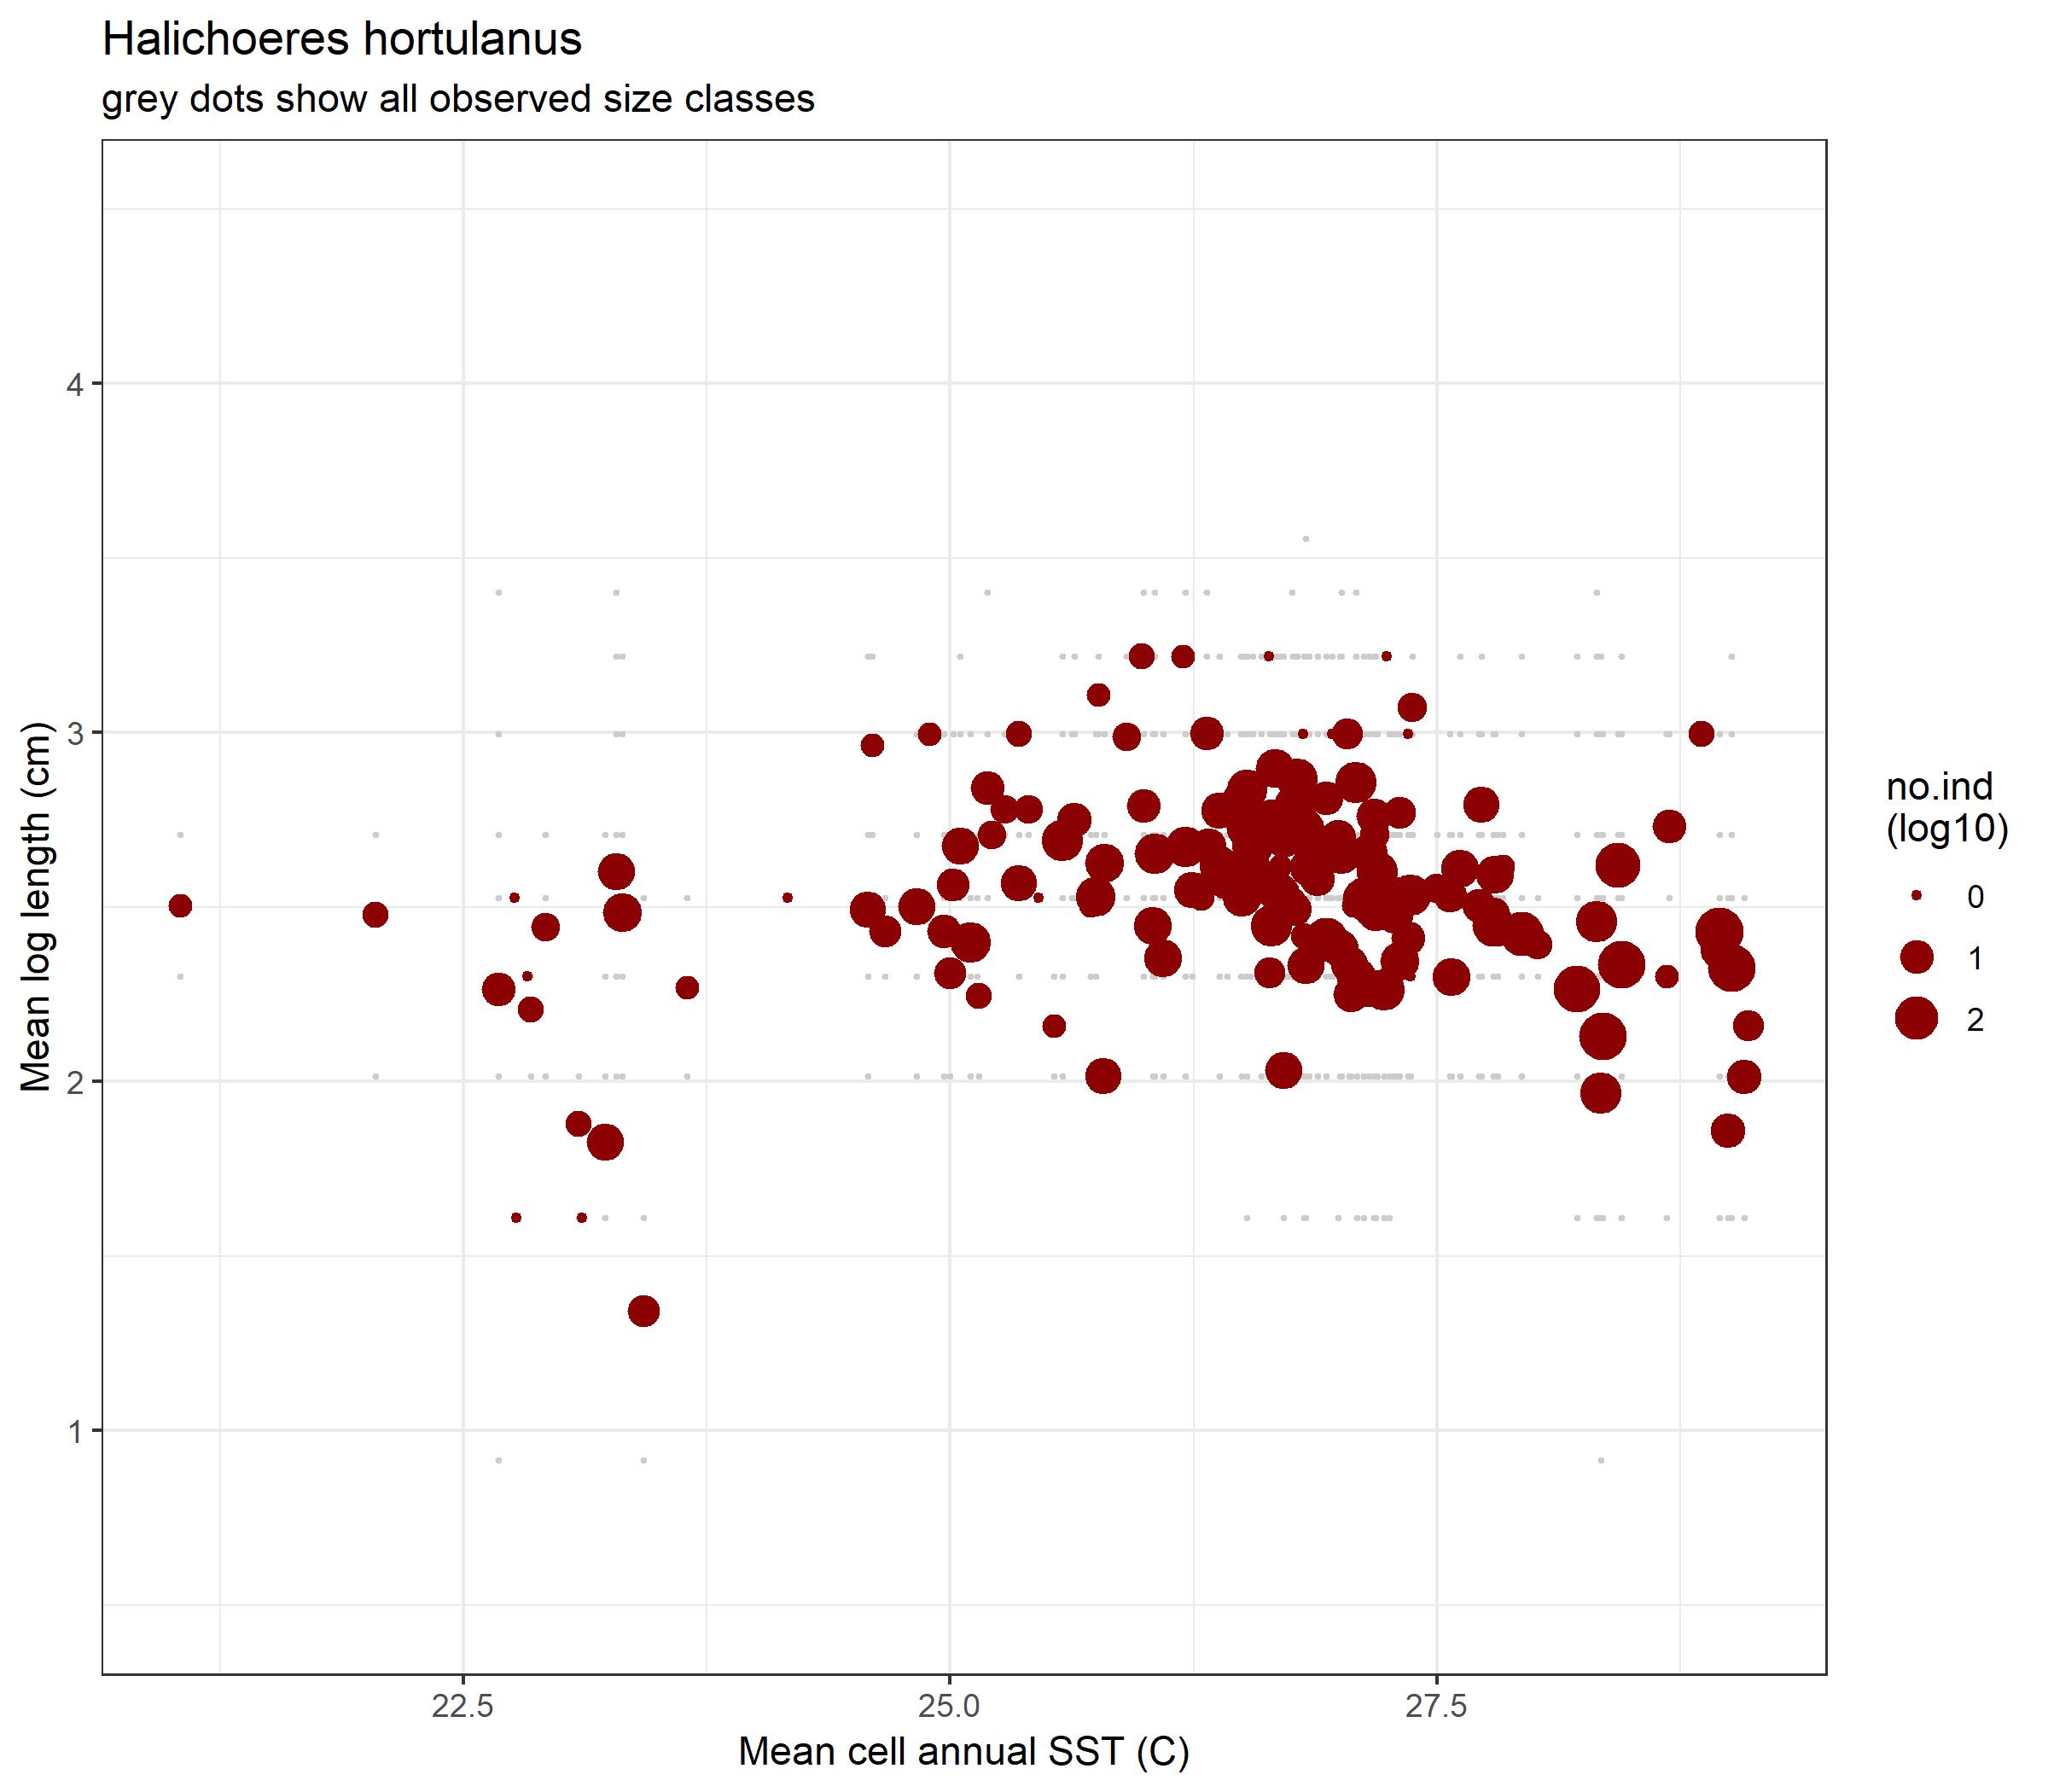 Halichoeres hortulanus
grey dots show all observed size classes
Mean log length (cm)
4
3
2
1
22.5
25.0
27.5
Mean cell annual SST (C)
no.ind
(log10)
0
1
2